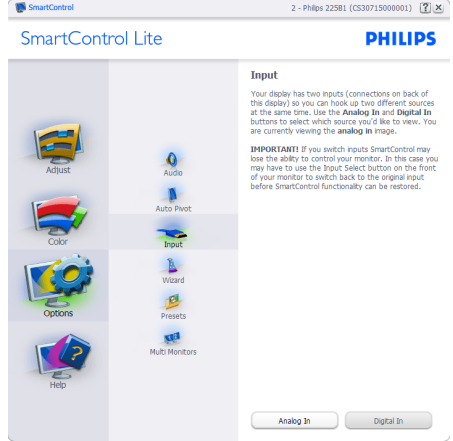 SmartControl
2 - Philips 225B1 (CS30715000001)
SmartControl Lite
PHILIPS
Adjust
Color
Options
Help
Audio
Auto Pivot
Input
Wizard
Presets
Multi Monitors
Input
Your display has two inputs (connections on back of
this display) so you can hook up two different sources
at the same time. Use the Analog In and Digital In
buttons to select which source you'd like to view. You
are currently viewing the analog in image.
IMPORTANT! If you switch inputs SmartControl may
lose the ability to control your monitor. In this case you
may have to use the Input Select button on the front
of your monitor to switch back to the original input
before SmartControl functionality can be restored.
Analog In
Digital In